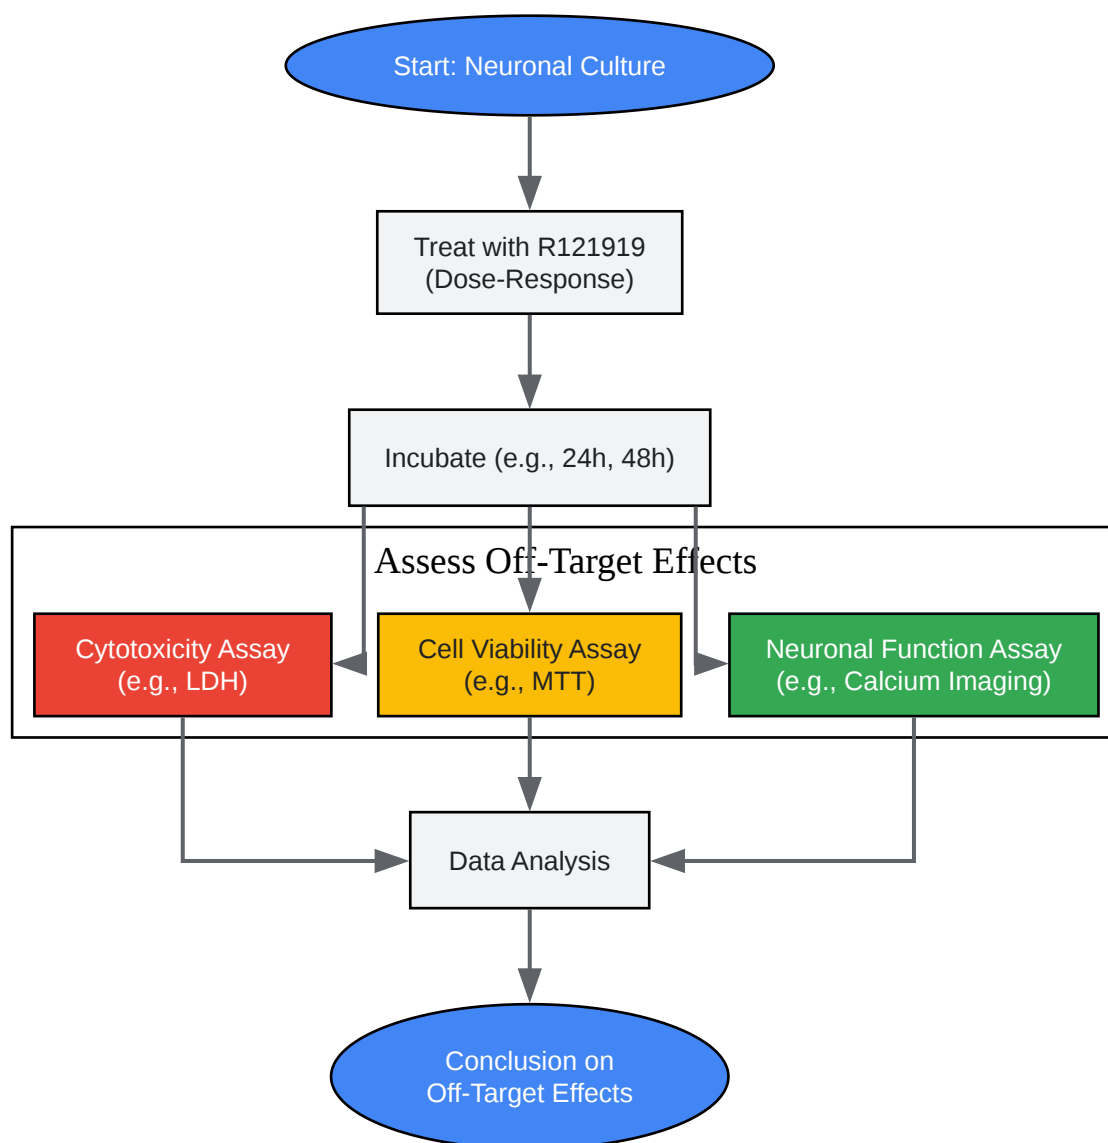 Start: Neuronal Culture
Treat with R121919
(Dose-Response)
Incubate (e.g., 24h, 48h)
Assess Off-Target Effects
Cytotoxicity Assay
(e.g., LDH)
Cell Viability Assay
(e.g., MTT)
Neuronal Function Assay
(e.g., Calcium Imaging)
Data Analysis
Conclusion on
Off-Target Effects